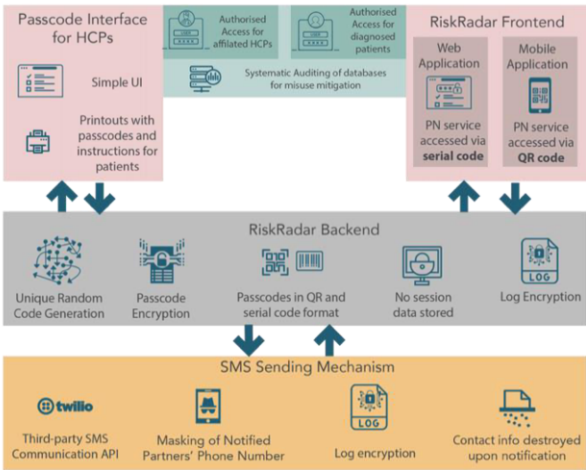 Passcode Interface
for HCPs
Simple UI
Printouts with
passcodes and
instructions for
patients
Authorised
Access for
affilated HCPs
Authorised
Access for
diagnosed
patients
Systematic Auditing of databases
for misuse mitigation
RiskRadar Frontend
Web
Application
PN service
accessed via
serial code
Mobile
Application
PN service
accessed via
QR code
RiskRadar Backend
Unique Random
Code Generation
Passcode
Encryption
Passcodes in QR and
serial code format
No session
data stored
LOG
Log Encryption
SMS Sending Mechanism
twilio
Third-party SMS
Communication API
Masking of Notified
Partners' Phone Number
LOG
Log encryption
Contact info destroyed
upon notification